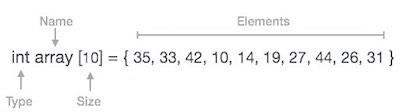 Name
Elements
int array [10] = { 35, 33, 42, 10, 14, 19, 27, 44, 26, 31 }
Type
Size